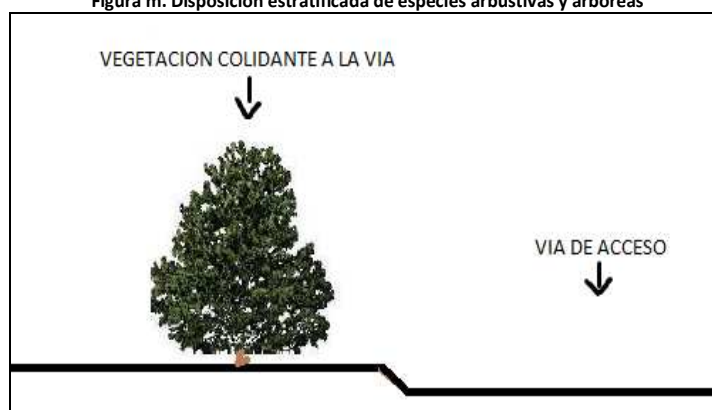 Figura m. Disposición estratificada de especies arbustivas y arbóreas
VEGETACION COLIDANTE A LA VIA
VIA DE ACCESO